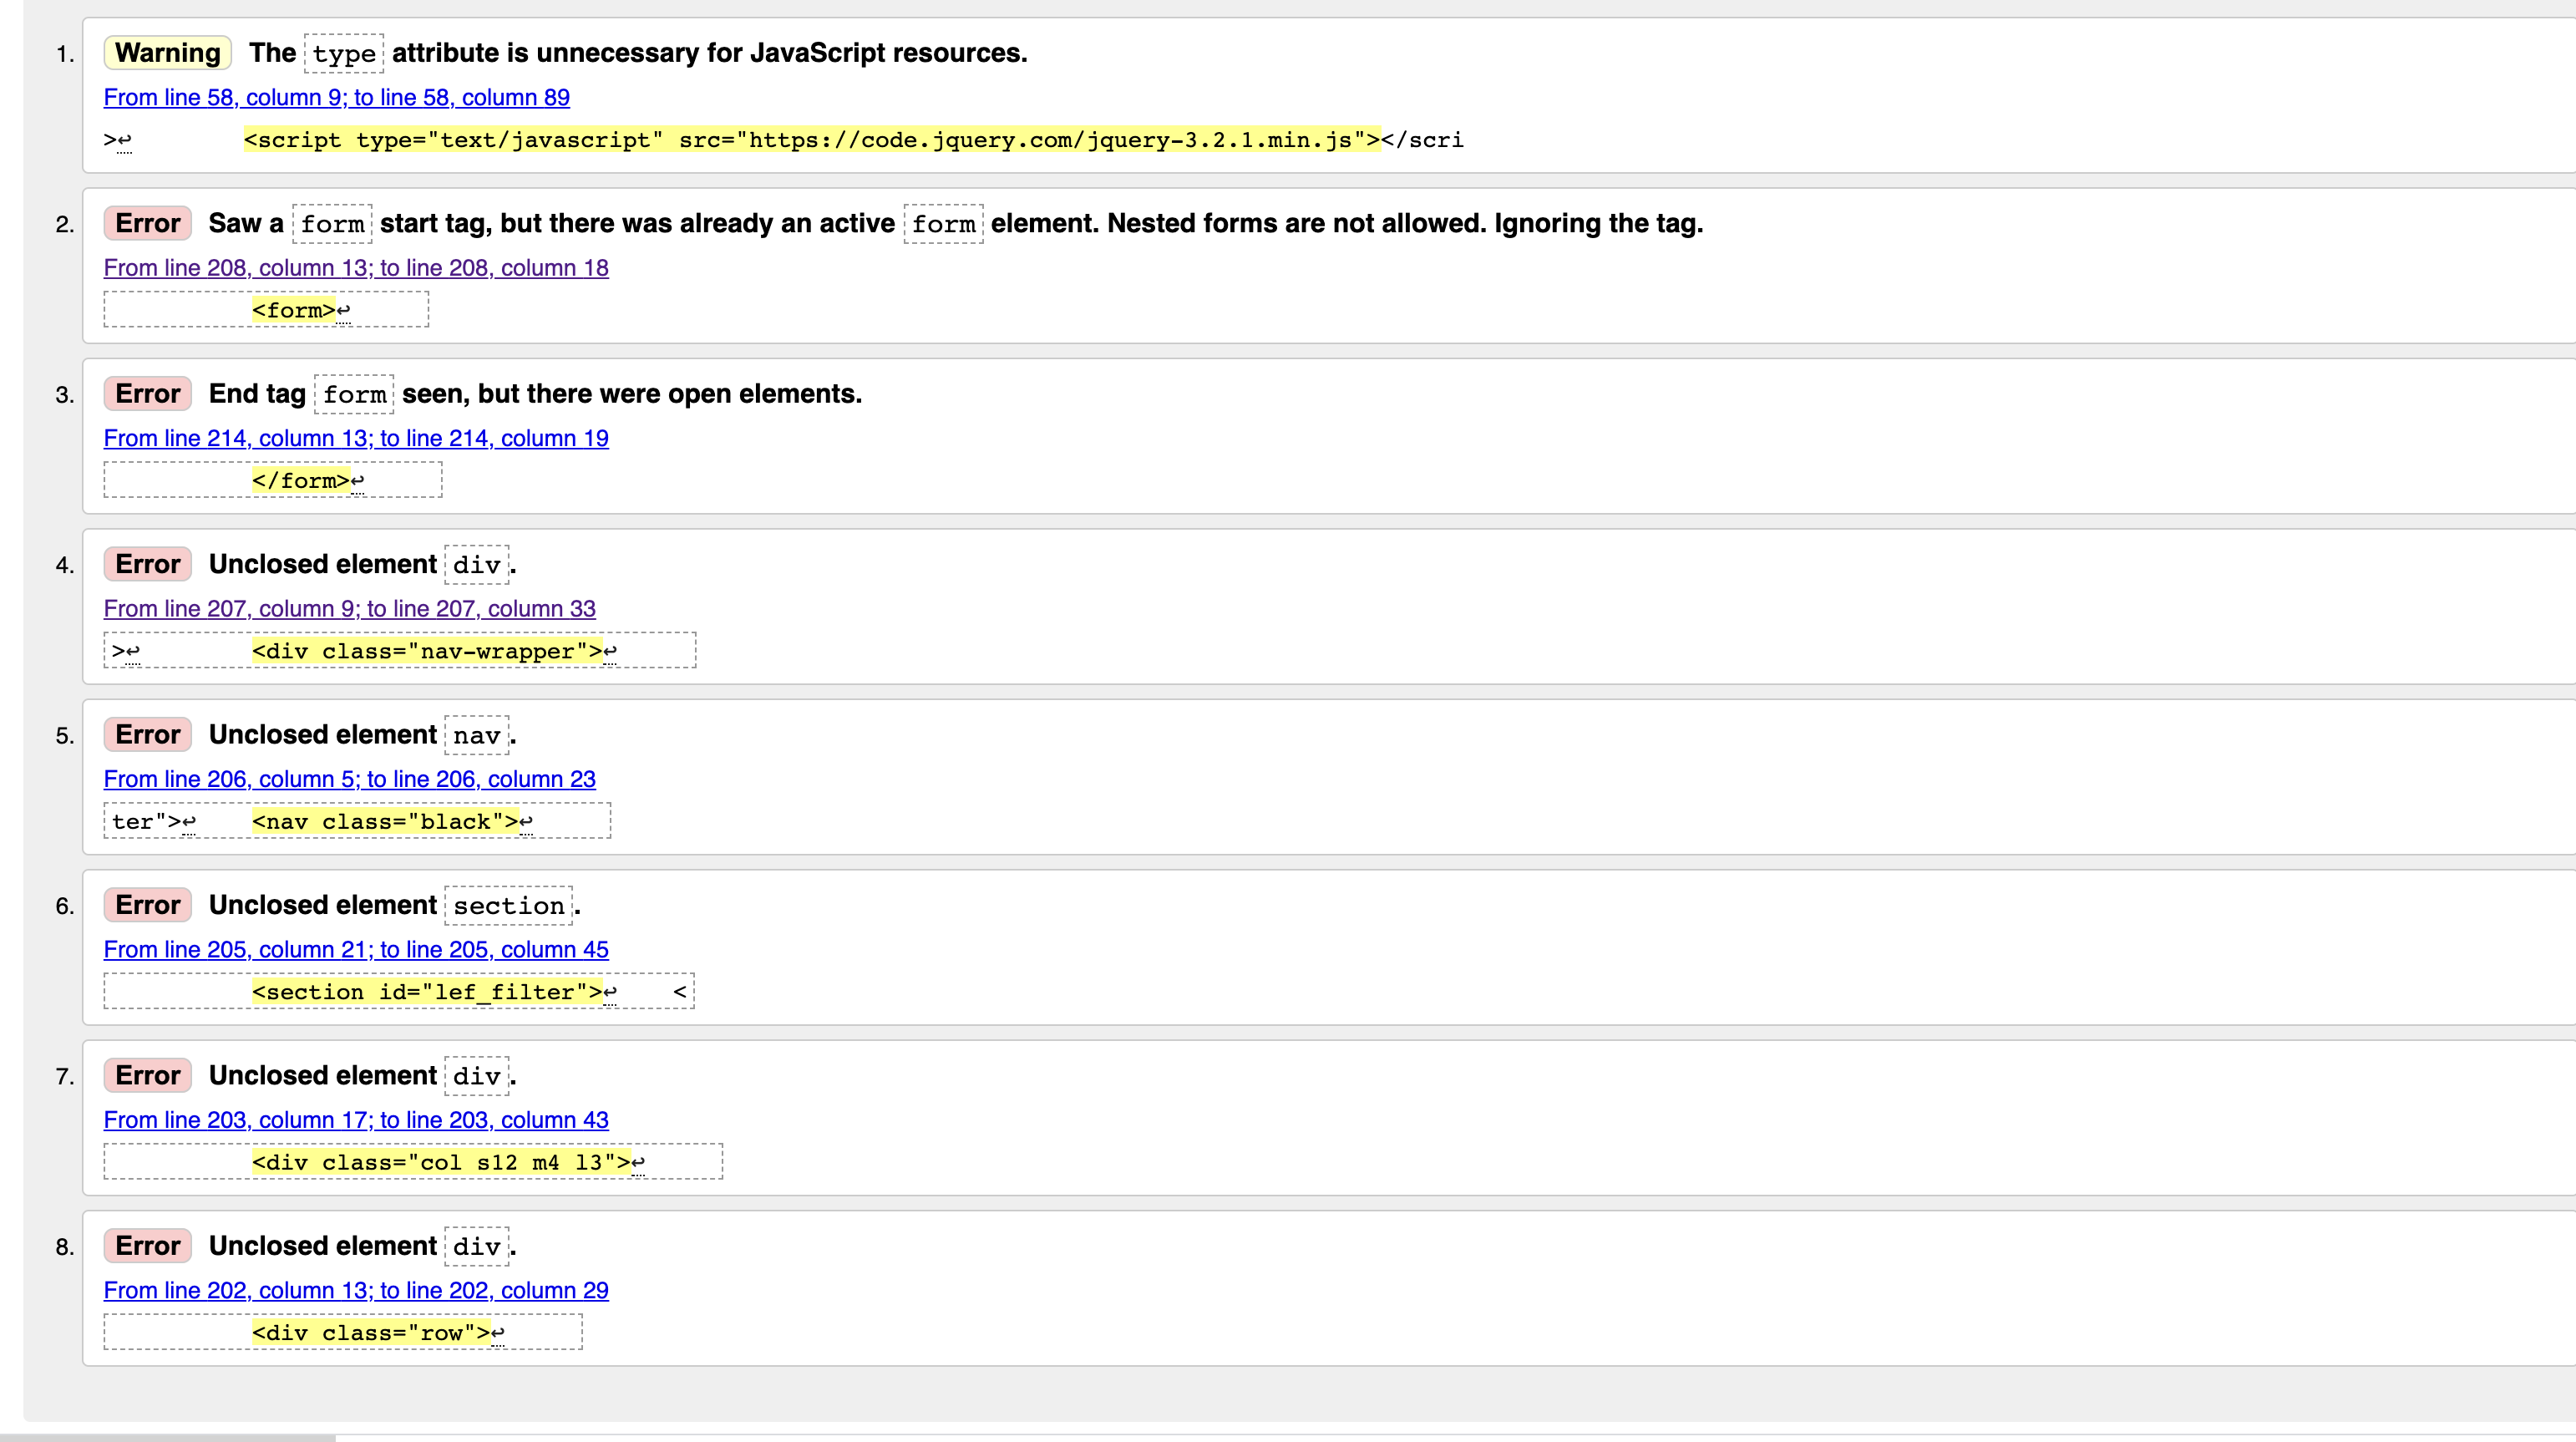 1. Warning The type attribute is unnecessary for JavaScript resources.
From line 58, column 9; to line 58, column 89
>↩        <script type="text/javascript" src="https://code.jquery.com/jquery-3.2.1.min.js"></scri
2. Error Saw a form start tag, but there was already an active form element. Nested forms are not allowed. Ignoring the tag.
From line 208, column 13; to line 208, column 18
<form>↩
3. Error End tag form seen, but there were open elements.
From line 214, column 13; to line 214, column 19
</form>↩
4. Error Unclosed element div.
From line 207, column 9; to line 207, column 33
>↩        <div class="nav-wrapper">↩
5. Error Unclosed element nav.
From line 206, column 5; to line 206, column 23
ter">↩    <nav class="black">↩
6. Error Unclosed element section.
From line 205, column 21; to line 205, column 45
<section id="lef_filter">↩    <
7. Error Unclosed element div.
From line 203, column 17; to line 203, column 43
<div class="col s12 m4 l3">↩
8. Error Unclosed element div.
From line 202, column 13; to line 202, column 29
<div class="row">↩